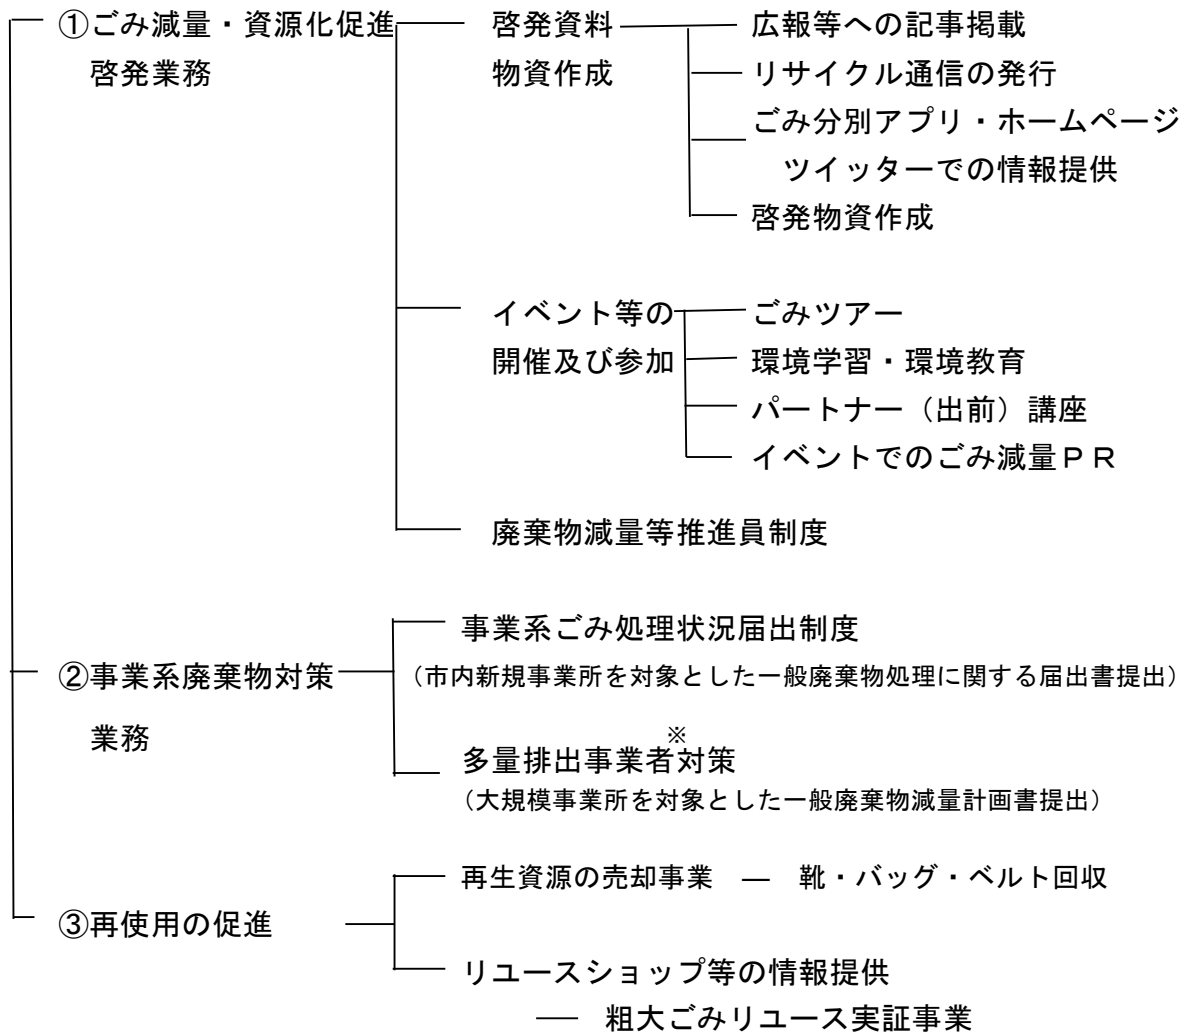 ①ごみ減量・資源化促進
啓発業務
啓発資料
物資作成
広報等への記事掲載
リサイクル通信の発行
ごみ分別アプリ・ホームページ
ツイッターでの情報提供
啓発物資作成
イベント等の
開催及び参加
ごみツアー
環境学習・環境教育
パートナー（出前）講座
イベントでのごみ減量ＰＲ
廃棄物減量等推進員制度
②事業系廃棄物対策
業務
事業系ごみ処理状況届出制度
（市内新規事業所を対象とした一般廃棄物処理に関する届出書提出）
※
多量排出事業者対策
（大規模事業所を対象とした一般廃棄物減量計画書提出）
③再使用の促進
再生資源の売却事業 ― 靴・バッグ・ベルト回収
リユースショップ等の情報提供
― 粗大ごみリユース実証事業